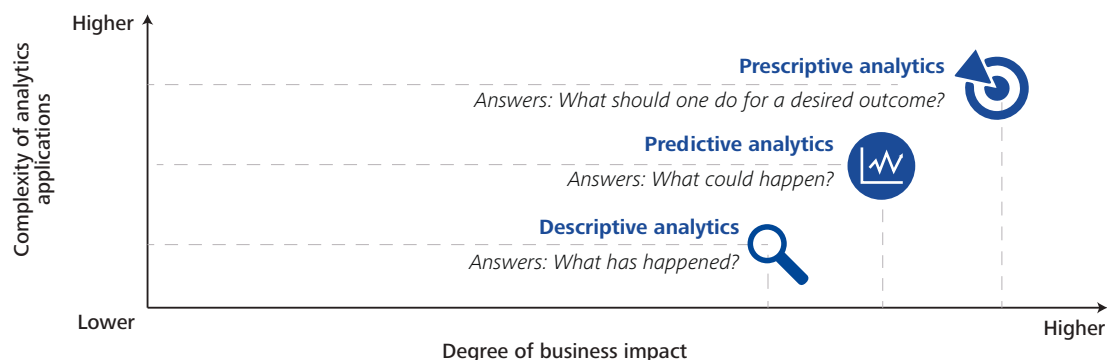 Higher
Complexity of analytics
applications
Prescriptive analytics
Answers: What should one do for a desired outcome?
Predictive analytics
Answers: What could happen?
Descriptive analytics
Answers: What has happened?
Lower
Higher
Degree of business impact